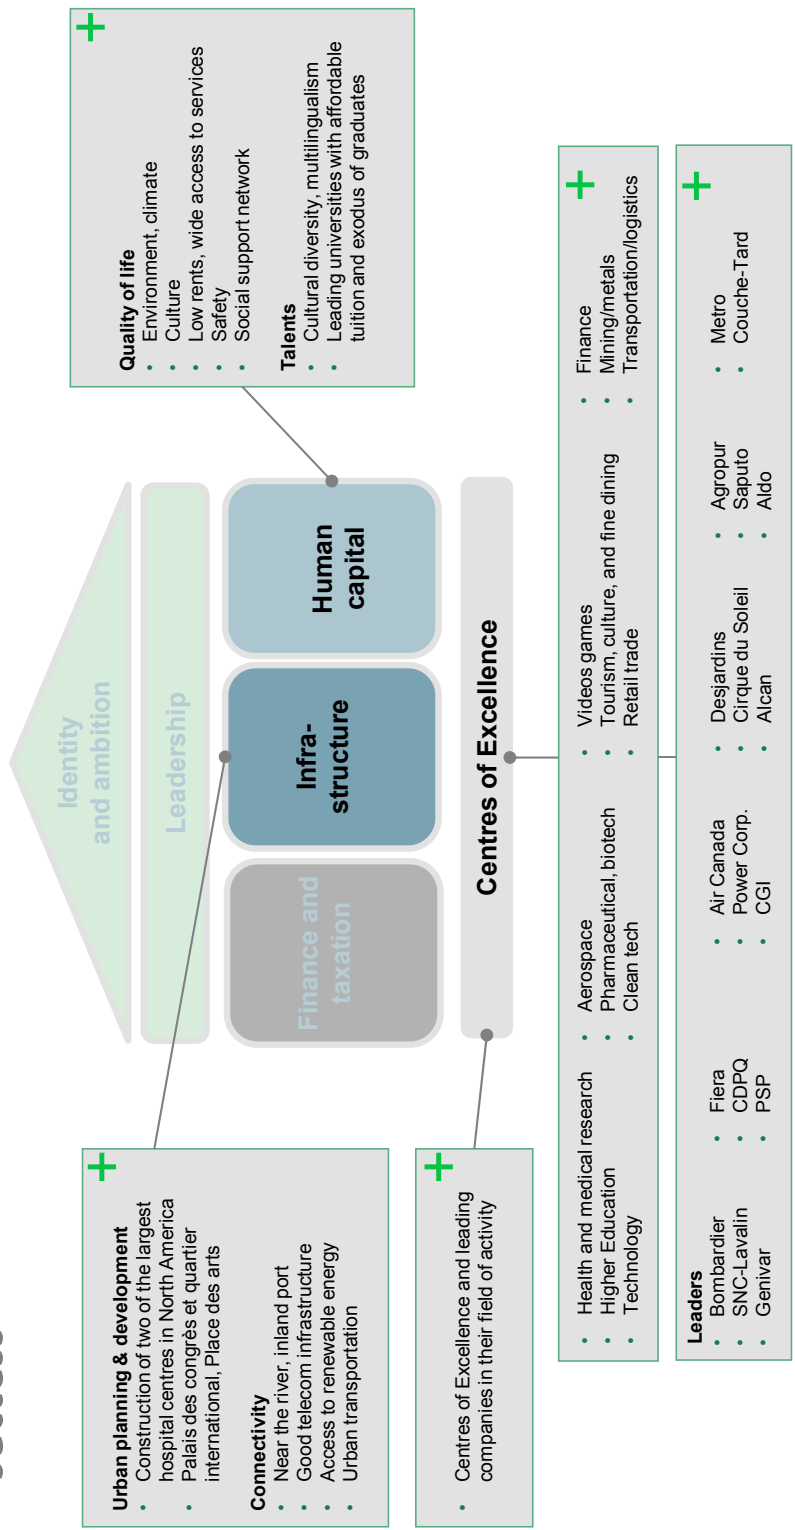 Identity
and ambition
Leadership
Finance and
taxation
Infra-
structure
Human
capital
Centres of Excellence
Urban planning & development
• Construction of two of the largest
hospital centres in North America
• Palais des congrès et quartier
international, Place des arts
Connectivity
• Near the river, inland port
• Good telecom infrastructure
• Access to renewable energy
• Urban transportation
+
Quality of life
• Environment, climate
• Culture
• Low rents, wide access to services
• Safety
• Social support network
Talents
• Cultural diversity, multilingualism
• Leading universities with affordable
tuition and exodus of graduates
+
• Centres of Excellence and leading
companies in their field of activity
+
• Health and medical research
• Higher Education
• Technology
• Aerospace
• Pharmaceutical, biotech
• Clean tech
• Videos games
• Tourism, culture, and fine dining
• Retail trade
• Finance
• Mining/metals
• Transportation/logistics
+
Leaders
• Bombardier
• SNC-Lavalin
• Genivar
• Fiera
• CDPQ
• PSP
• Air Canada
• Power Corp.
• CGI
• Desjardins
• Cirque du Soleil
• Alcan
• Agropur
• Saputo
• Aldo
• Metro
• Couche-Tard
+